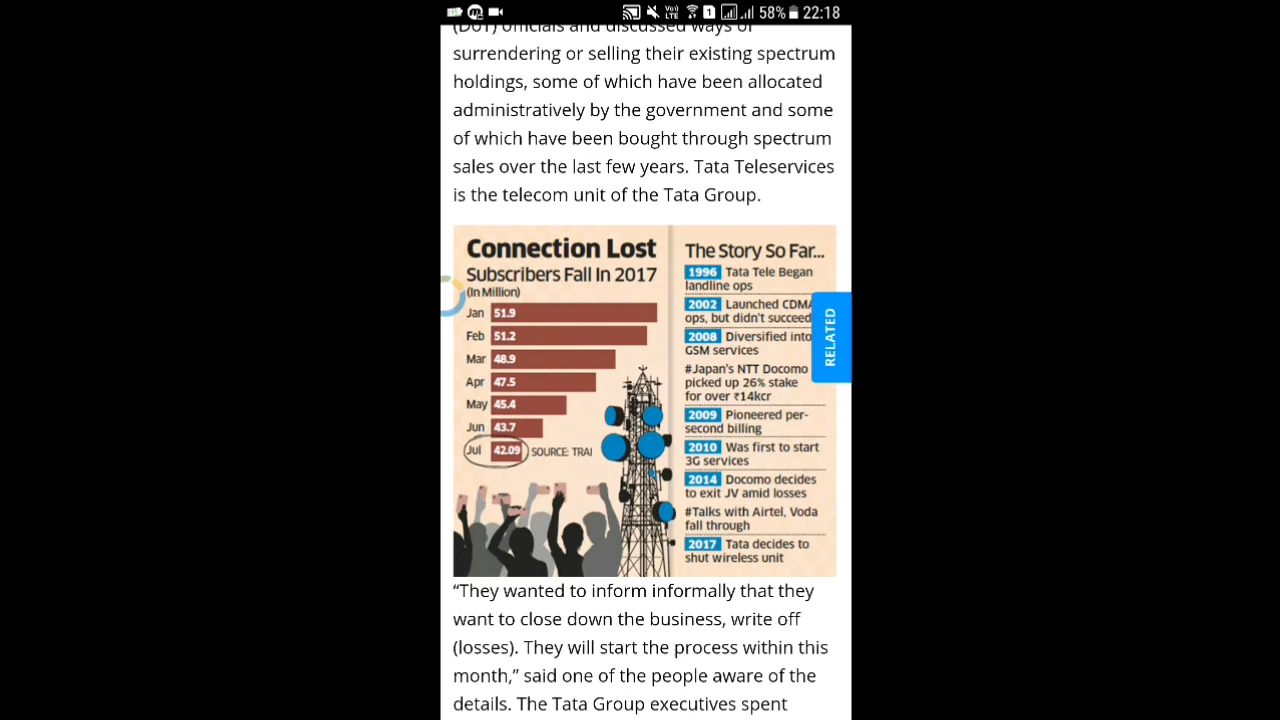 58% 22:18
(DoT) officials and discussed ways of
surrendering or selling their existing spectrum
holdings, some of which have been allocated
administratively by the government and some
of which have been bought through spectrum
sales over the last few years. Tata Teleservices
is the telecom unit of the Tata Group.
Connection Lost
Subscribers Fall In 2017
(In Million)
Jan 51.9
Feb 51.2
Mar 48.9
Apr 47.5
May 45.4
Jun 43.7
Jul 42.09 SOURCE: TRAI
The Story So Far...
1996 Tata Tele Began
landline ops
2002 Launched CDMA
ops, but didn't succeed
2008 Diversified into
GSM services
#Japan's NTT Docomo
picked up 26% stake
for over ₹14kcr
2009 Pioneered per-
second billing
2010 Was first to start
3G services
2014 Docomo decides
to exit JV amid losses
#Talks with Airtel, Voda
fall through
2017 Tata decides to
shut wireless unit
RELATED
“They wanted to inform informally that they
want to close down the business, write off
(losses). They will start the process within this
month,” said one of the people aware of the
details. The Tata Group executives spent